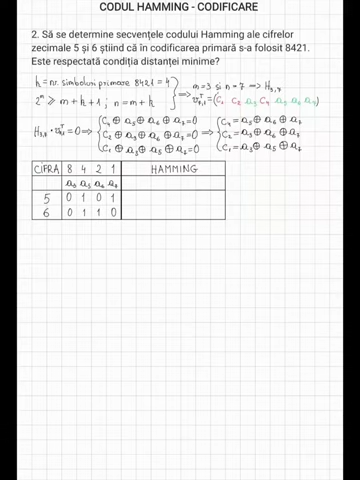 CODUL HAMMING - CODIFICARE
2. Să se determine secvențele codului Hamming ale cifrelor
zecimale 5 și 6 știind că în codificarea primară s-a folosit 8421.
Este respectată condiția distanței minime?
k = nr. simboluri primare 8421 = 4
2^m ≥ m + k + 1 ; n = m + k
⟹ m = 3 și n = 7 ⟹ H₃,₇
v₇,₁ᵀ = (C₁ C₂ a₃ C₄ a₅ a₆ a₇)
H₃,₇ · v₇,₁ᵀ = 0 ⟹ { C₄ ⊕ a₅ ⊕ a₆ ⊕ a₇ = 0 ⟹ { C₄ = a₅ ⊕ a₆ ⊕ a₇
C₂ ⊕ a₃ ⊕ a₆ ⊕ a₇ = 0 C₂ = a₃ ⊕ a₆ ⊕ a₇
C₁ ⊕ a₃ ⊕ a₅ ⊕ a₇ = 0 C₁ = a₃ ⊕ a₅ ⊕ a₇
CIFRA 8 4 2 1 HAMMING
a₃ a₅ a₆ a₇
5 0 1 0 1
6 0 1 1 0